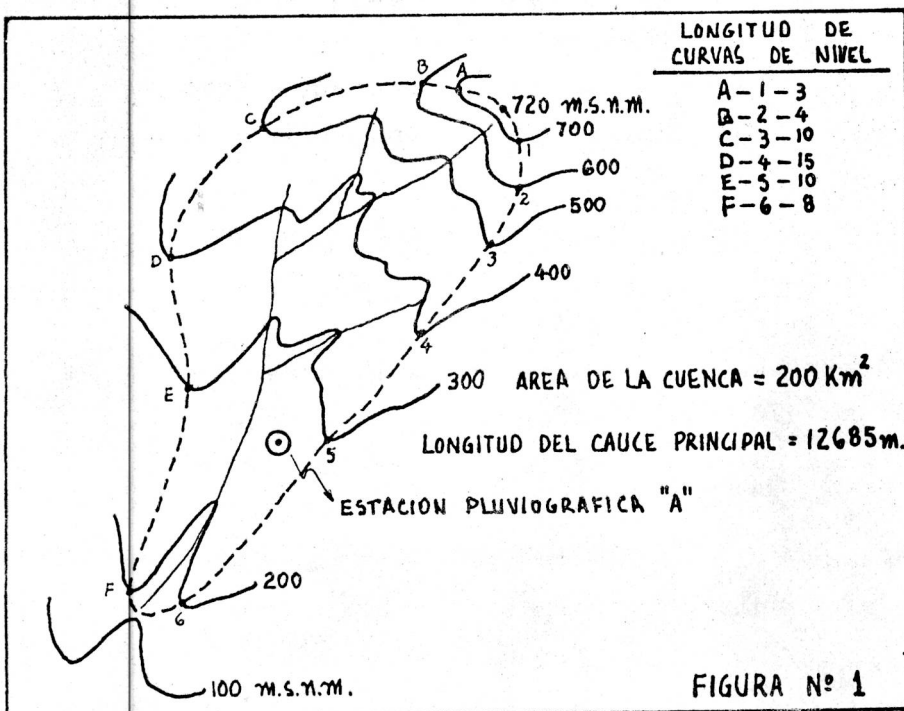 LONGITUD DE
CURVAS DE NIVEL
A-1-3
B-2-4
C-3-10
D-4-15
E-5-10
F-6-8
B
A
720 m.s.n.m.
C
700
1
600
2
500
D
3
400
4
E
300
AREA DE LA CUENCA = 200 Km²
5
LONGITUD DEL CAUCE PRINCIPAL = 12685m.
ESTACION PLUVIOGRAFICA "A"
F
200
6
100 m.s.n.m.
FIGURA Nº 1